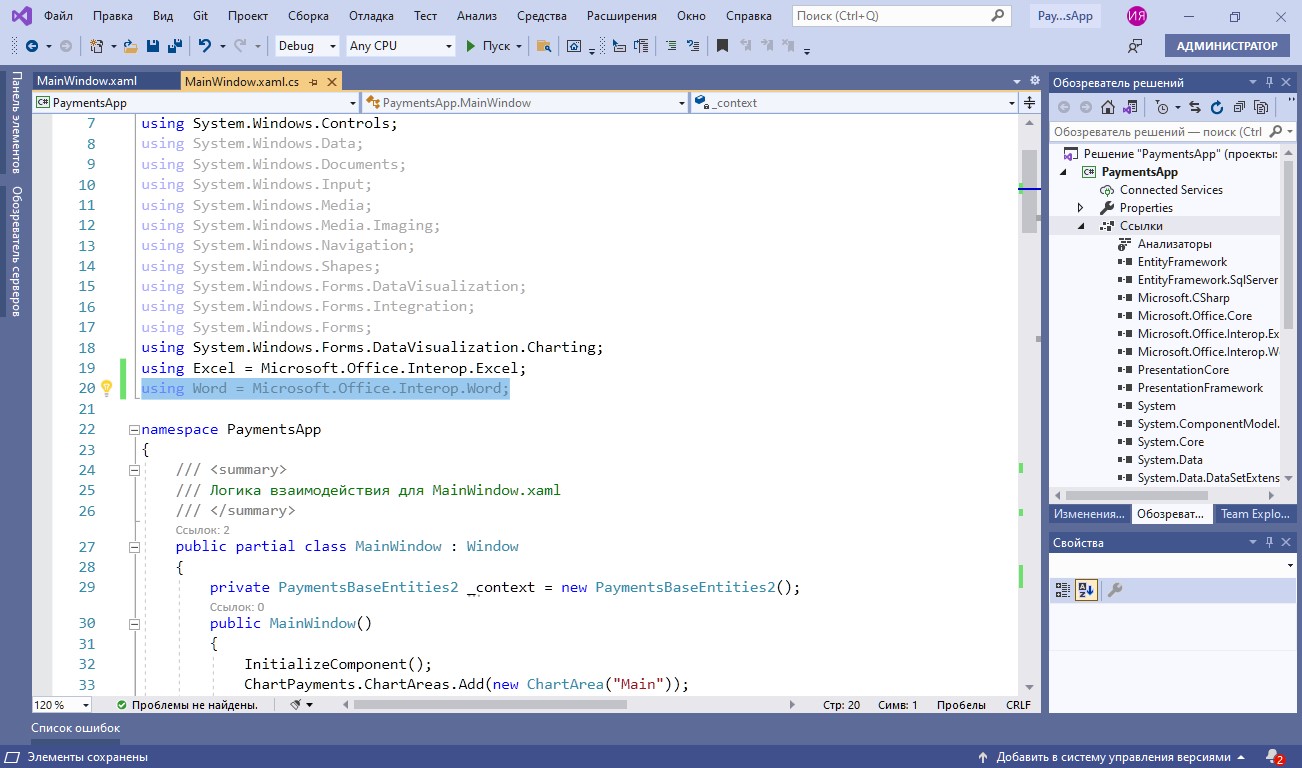 Файл Правка Вид Git Проект Сборка Отладка Тест Анализ Средства Расширения Окно Справка Поиск (Ctrl+Q) Pay...sApp ИЯ
Debug Any CPU Пуск АДМИНИСТРАТОР
Панель элементов
Обозреватель серверов
MainWindow.xaml MainWindow.xaml.cs
PaymentsApp PaymentsApp.MainWindow _context
7 using System.Windows.Controls;
8 using System.Windows.Data;
9 using System.Windows.Documents;
10 using System.Windows.Input;
11 using System.Windows.Media;
12 using System.Windows.Media.Imaging;
13 using System.Windows.Navigation;
14 using System.Windows.Shapes;
15 using System.Windows.Forms.DataVisualization;
16 using System.Windows.Forms.Integration;
17 using System.Windows.Forms;
18 using System.Windows.Forms.DataVisualization.Charting;
19 using Excel = Microsoft.Office.Interop.Excel;
20 using Word = Microsoft.Office.Interop.Word;
21
22 namespace PaymentsApp
23 {
24 /// <summary>
25 /// Логика взаимодействия для MainWindow.xaml
26 /// </summary>
Ссылок: 2
27 public partial class MainWindow : Window
28 {
29 private PaymentsBaseEntities2 _context = new PaymentsBaseEntities2();
Ссылок: 0
30 public MainWindow()
31 {
32 InitializeComponent();
33 ChartPayments.ChartAreas.Add(new ChartArea("Main"));
120 % Проблемы не найдены. Стр: 20 Симв: 1 Пробелы CRLF
Обозреватель решений
Обозреватель решений — поиск (Ctrl
Решение "PaymentsApp" (проекты:
PaymentsApp
Connected Services
Properties
Ссылки
Анализаторы
EntityFramework
EntityFramework.SqlServer
Microsoft.CSharp
Microsoft.Office.Core
Microsoft.Office.Interop.Ex
Microsoft.Office.Interop.W
PresentationCore
PresentationFramework
System
System.ComponentModel.
System.Core
System.Data
System.Data.DataSetExtens
Изменения... Обозреват... Team Explo...
Свойства
Список ошибок
Элементы сохранены Добавить в систему управления версиями 2